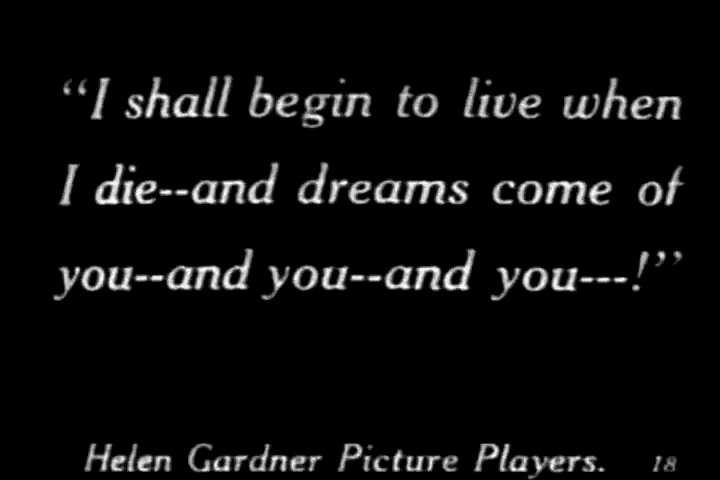 “I shall begin to live when
I die--and dreams come of
you--and you--and you---!”
Helen Gardner Picture Players. 18